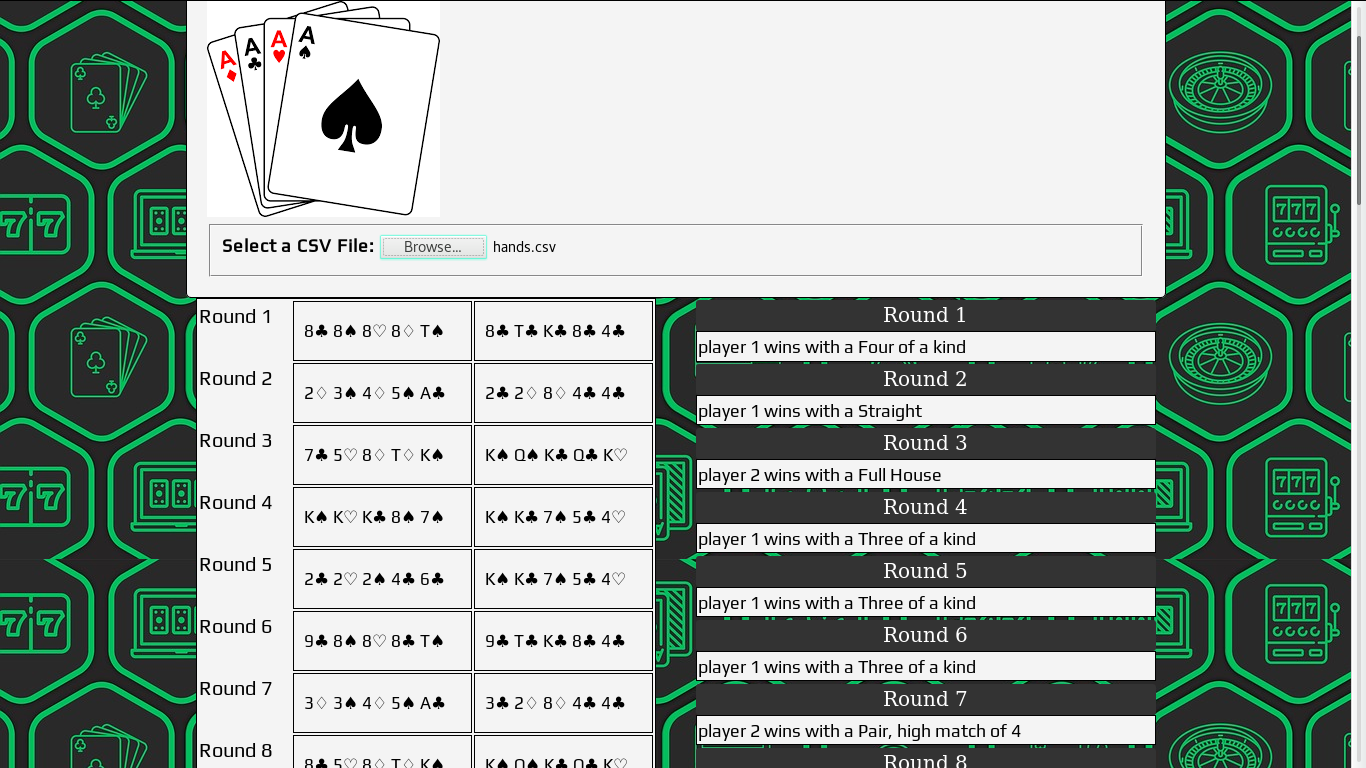 A♦ A♣ A♥ A♠
Select a CSV File: Browse... hands.csv
Round 1 8♣ 8♠ 8♡ 8♢ T♠ 8♣ T♣ K♣ 8♣ 4♣
Round 2 2♢ 3♠ 4♢ 5♠ A♣ 2♣ 2♢ 8♢ 4♣ 4♣
Round 3 7♣ 5♡ 8♢ T♢ K♠ K♠ Q♠ K♣ Q♣ K♡
Round 4 K♠ K♡ K♣ 8♠ 7♠ K♠ K♣ 7♠ 5♣ 4♡
Round 5 2♣ 2♡ 2♠ 4♣ 6♣ K♠ K♣ 7♠ 5♣ 4♡
Round 6 9♣ 8♠ 8♡ 8♣ T♠ 9♣ T♣ K♣ 8♣ 4♣
Round 7 3♢ 3♠ 4♢ 5♠ A♣ 3♣ 2♢ 8♢ 4♣ 4♣
Round 8 8♣ 5♡ 8♢ T♢ K♠ K♠ Q♠ K♣ Q♣ K♡
Round 1
player 1 wins with a Four of a kind
Round 2
player 1 wins with a Straight
Round 3
player 2 wins with a Full House
Round 4
player 1 wins with a Three of a kind
Round 5
player 1 wins with a Three of a kind
Round 6
player 1 wins with a Three of a kind
Round 7
player 2 wins with a Pair, high match of 4
Round 8
77
777
77
777
77
777